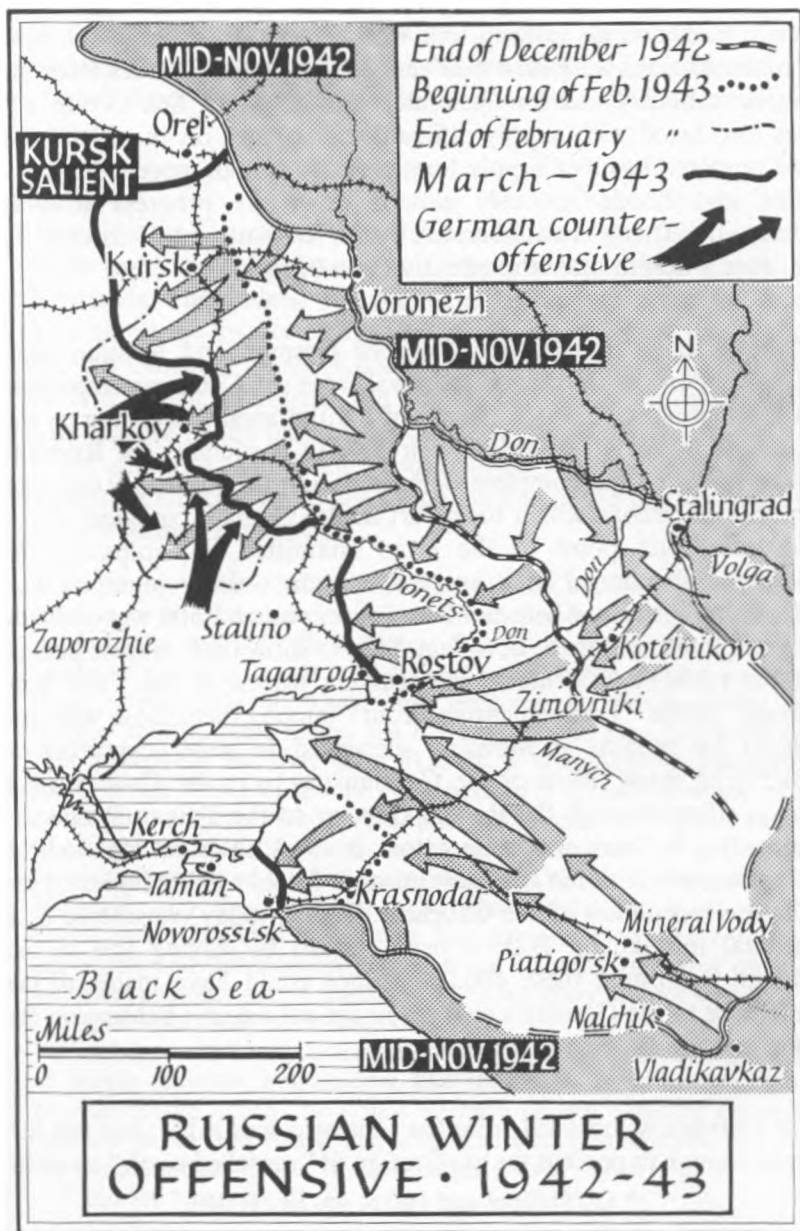 MID-NOV.1942
End of December 1942
Beginning of Feb. 1943
End of February "
March - 1943
German counter-
offensive
Orel
KURSK
SALIENT
Kursk
Voronezh
MID-NOV.1942
N
Kharkov
Don
Stalingrad
Volga
Don
Donets
Don
Zaporozhie
Stalino
Kotelnikovo
Taganrog
Rostov
Zimovniki
Manych
Kerch
Taman
Krasnodar
Novorossisk
Mineral Vody
Piatigorsk
Black Sea
Nalchik
Miles
0 100 200
MID-NOV.1942
Vladikavkaz
RUSSIAN WINTER
OFFENSIVE · 1942-43